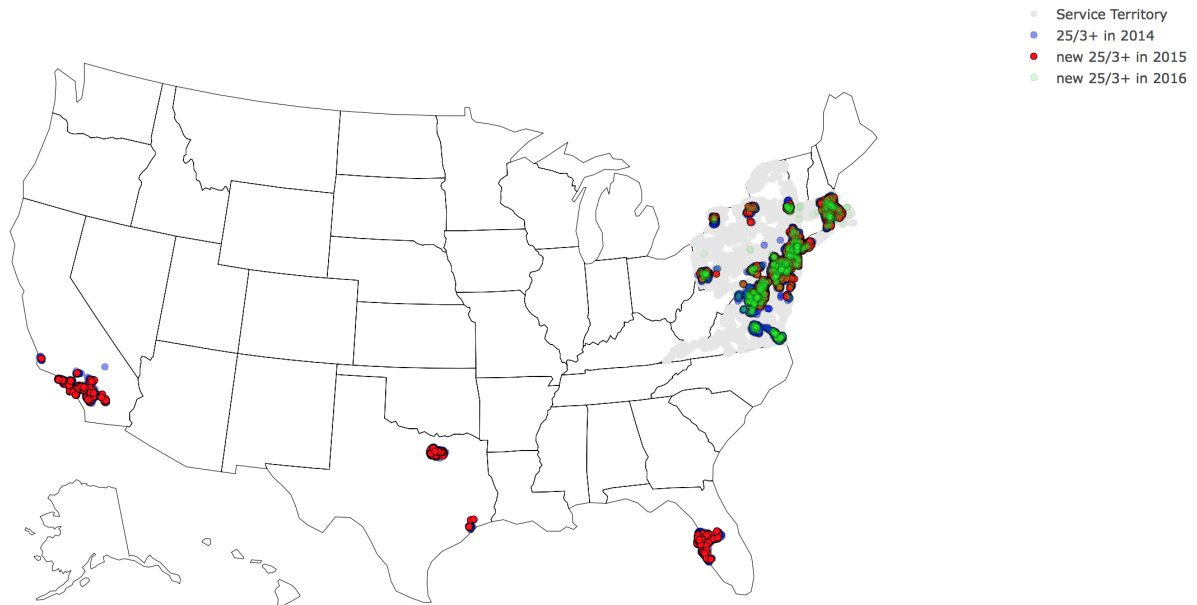 Service Territory
25/3+ in 2014
new 25/3+ in 2015
new 25/3+ in 2016